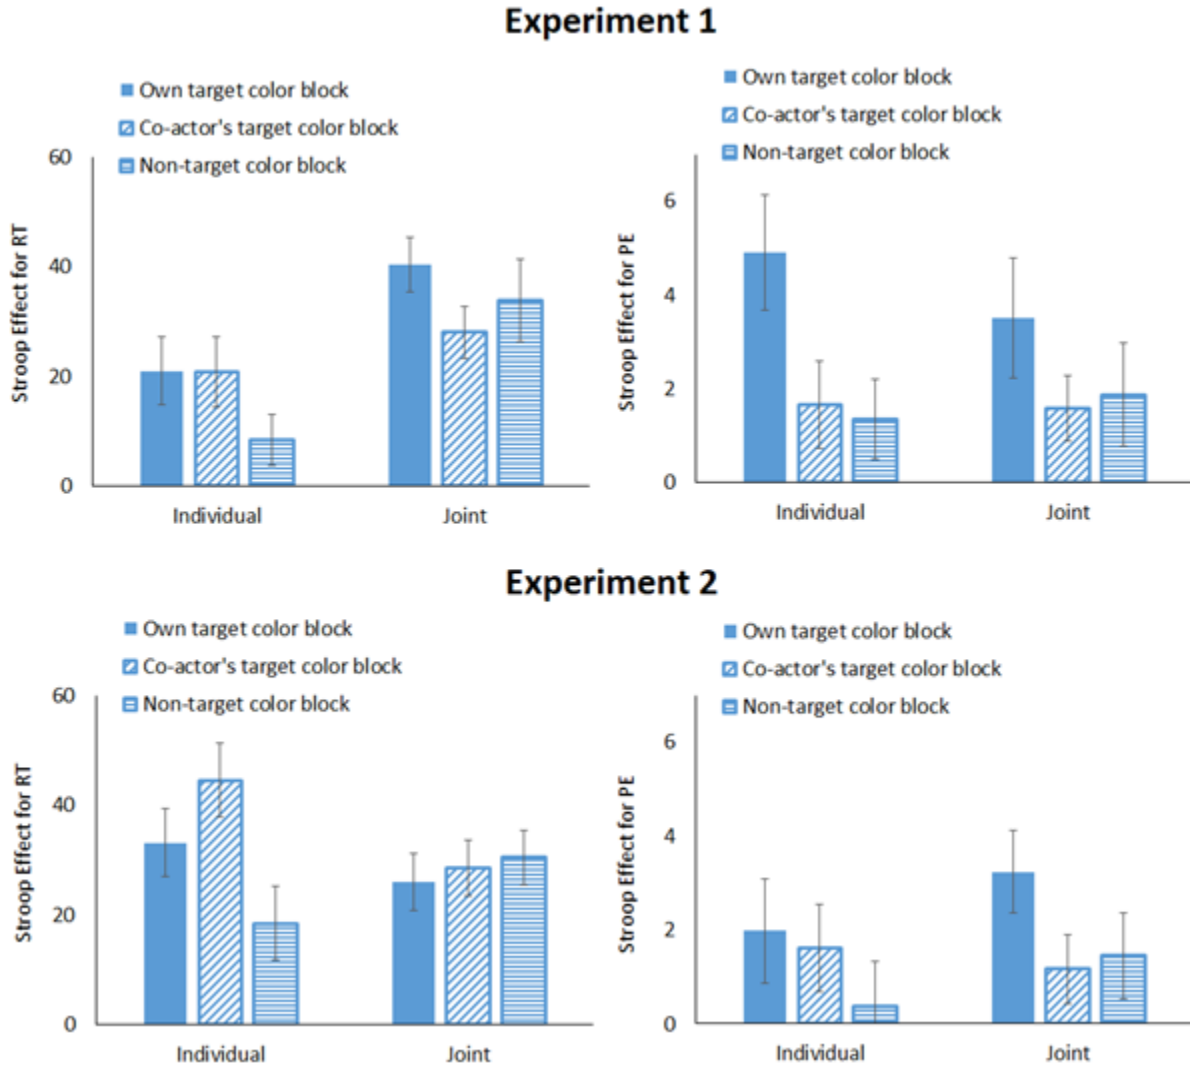 Experiment 1
Own target color block
Co-actor's target color block
Non-target color block
Stroop Effect for RT
60
40
20
0
Individual
Joint
Own target color block
Co-actor's target color block
Non-target color block
Stroop Effect for PE
6
4
2
0
Individual
Joint
Experiment 2
Own target color block
Co-actor's target color block
Non-target color block
Stroop Effect for RT
60
40
20
0
Individual
Joint
Own target color block
Co-actor's target color block
Non-target color block
Stroop Effect for PE
6
4
2
0
Individual
Joint